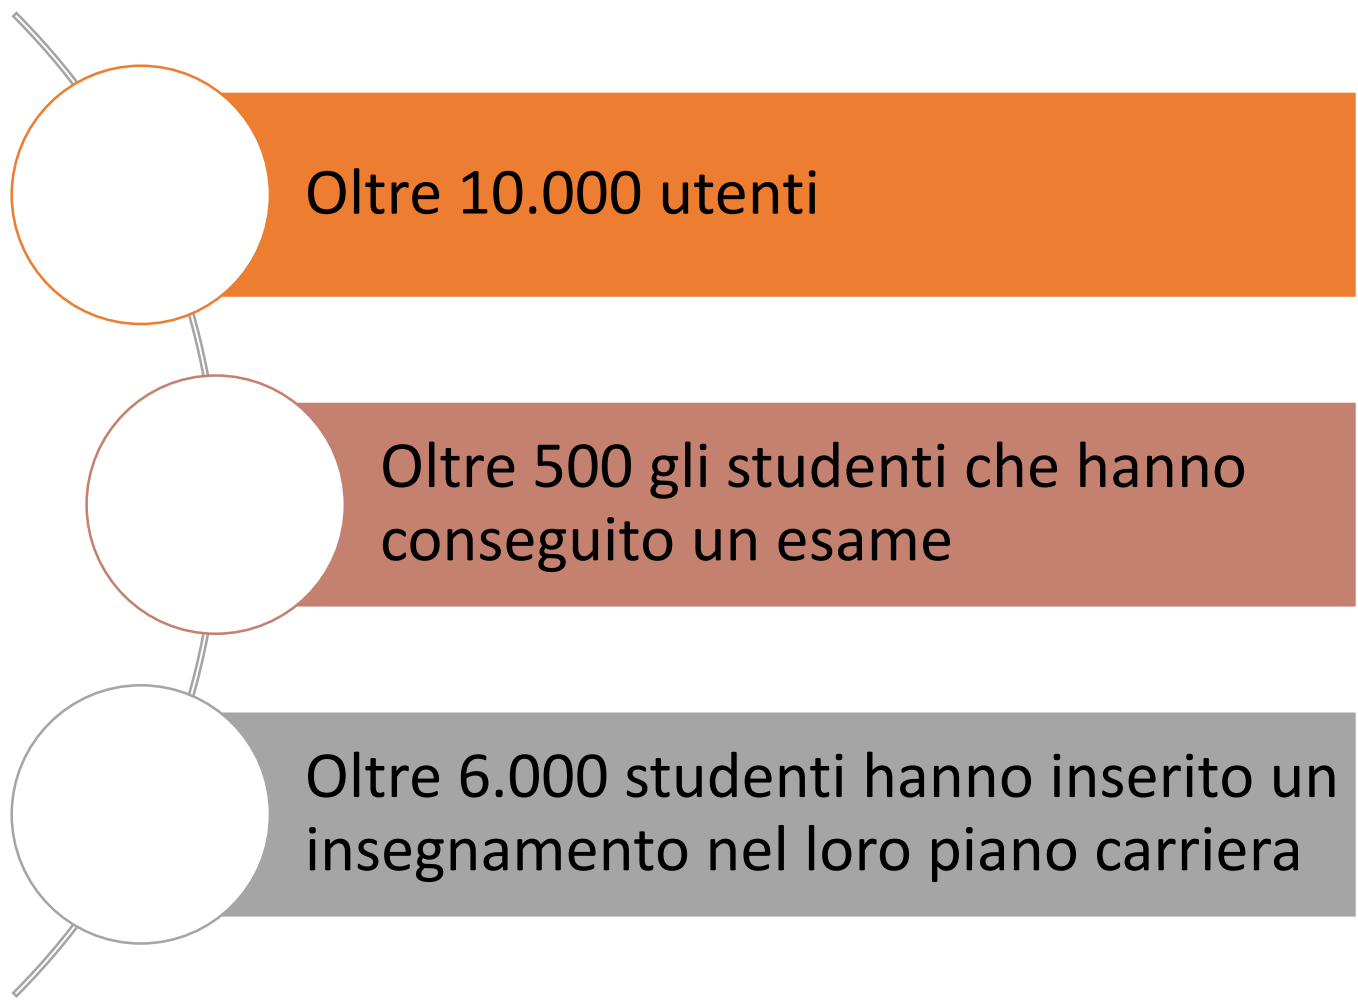 Oltre 10.000 utenti
Oltre 500 gli studenti che hanno
conseguito un esame
Oltre 6.000 studenti hanno inserito un
insegnamento nel loro piano carriera